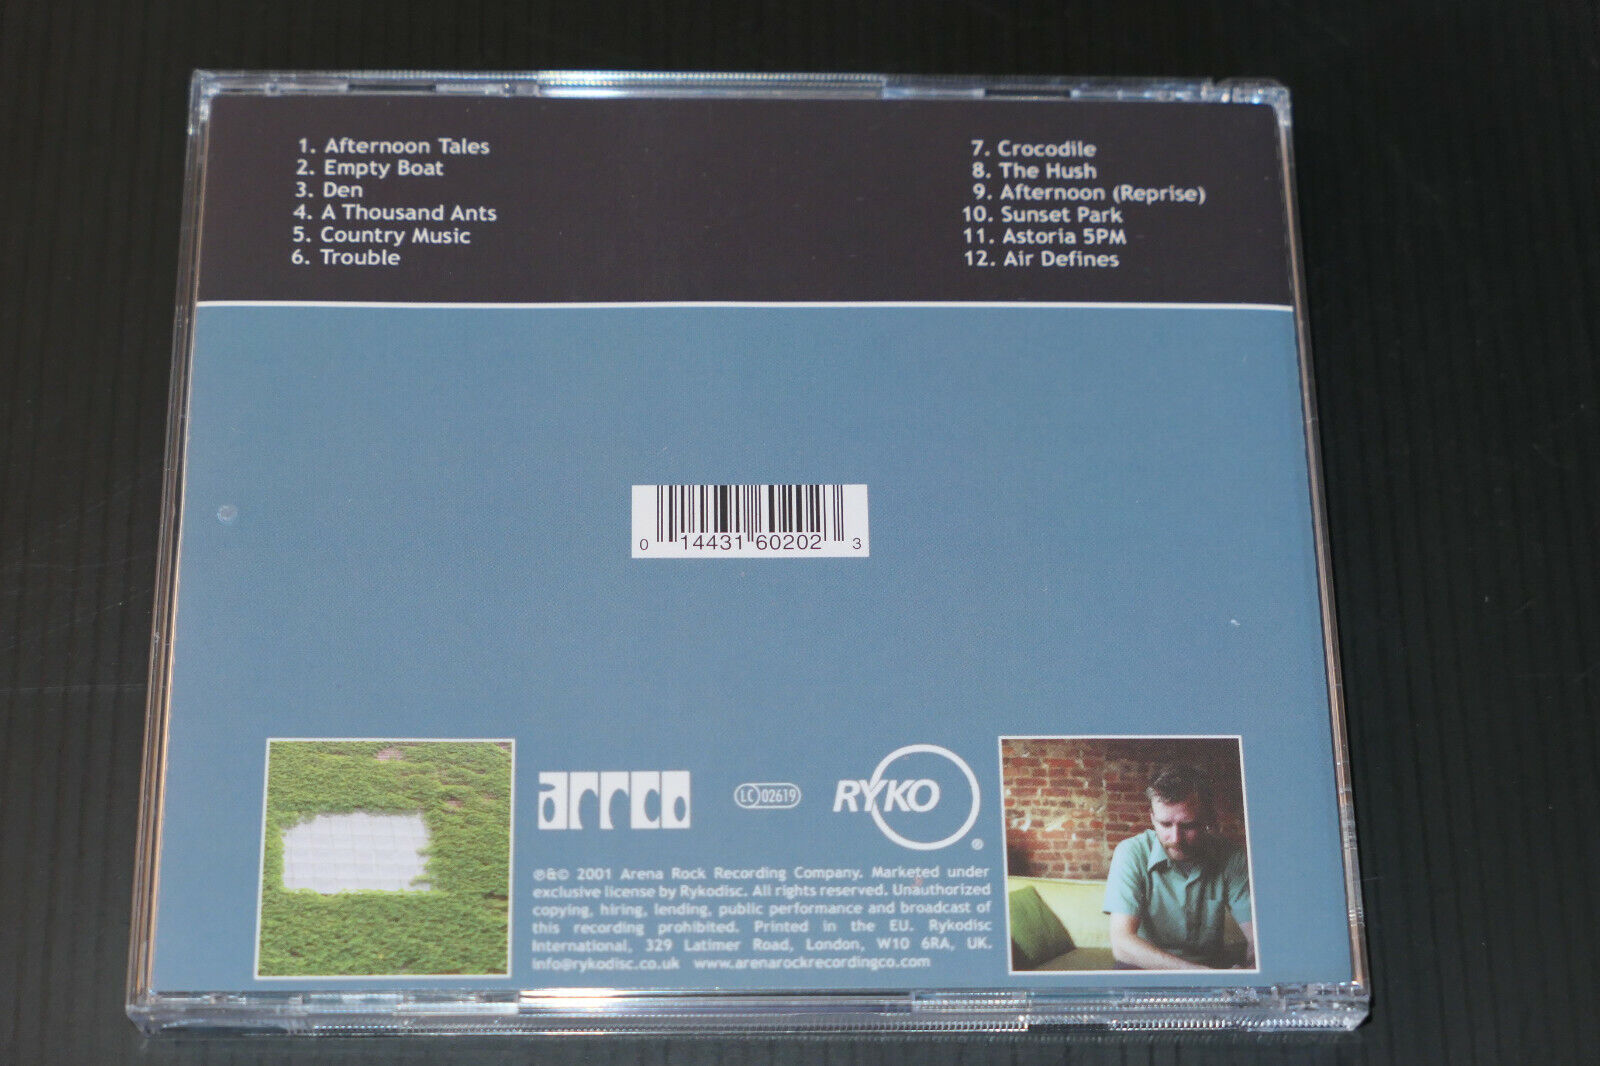 1. Afternoon Tales
2. Empty Boat
3. Den
4. A Thousand Ants
5. Country Music
6. Trouble
7. Crocodile
8. The Hush
9. Afternoon (Reprise)
10. Sunset Park
11. Astoria 5PM
12. Air Defines
0 14431 60202 3
arrco
LC 02619
RYKO ®
℗&© 2001 Arena Rock Recording Company. Marketed under
exclusive license by Rykodisc. All rights reserved. Unauthorized
copying, hiring, lending, public performance and broadcast of
this recording prohibited. Printed in the EU. Rykodisc
International, 329 Latimer Road, London, W10 6RA, UK.
info@rykodisc.co.uk www.arenarockrecordingco.com